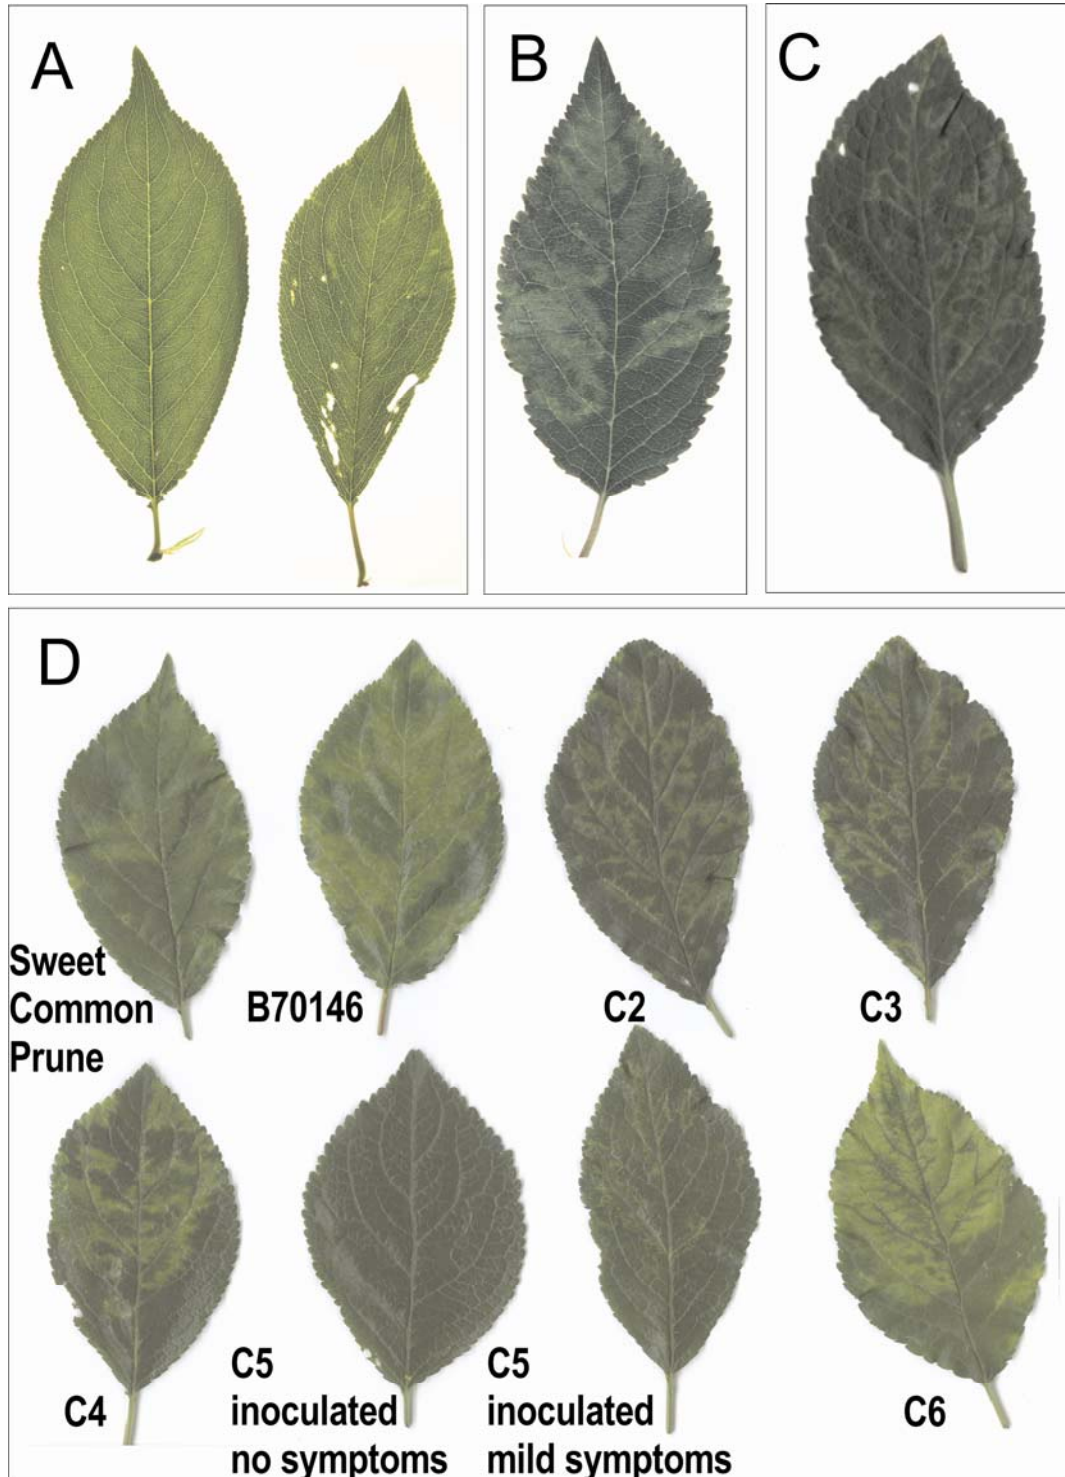 A
B
C
D
Sweet
Common
Prune
B70146
C2
C3
C4
C5
inoculated
no symptoms
C5
inoculated
mild symptoms
C6